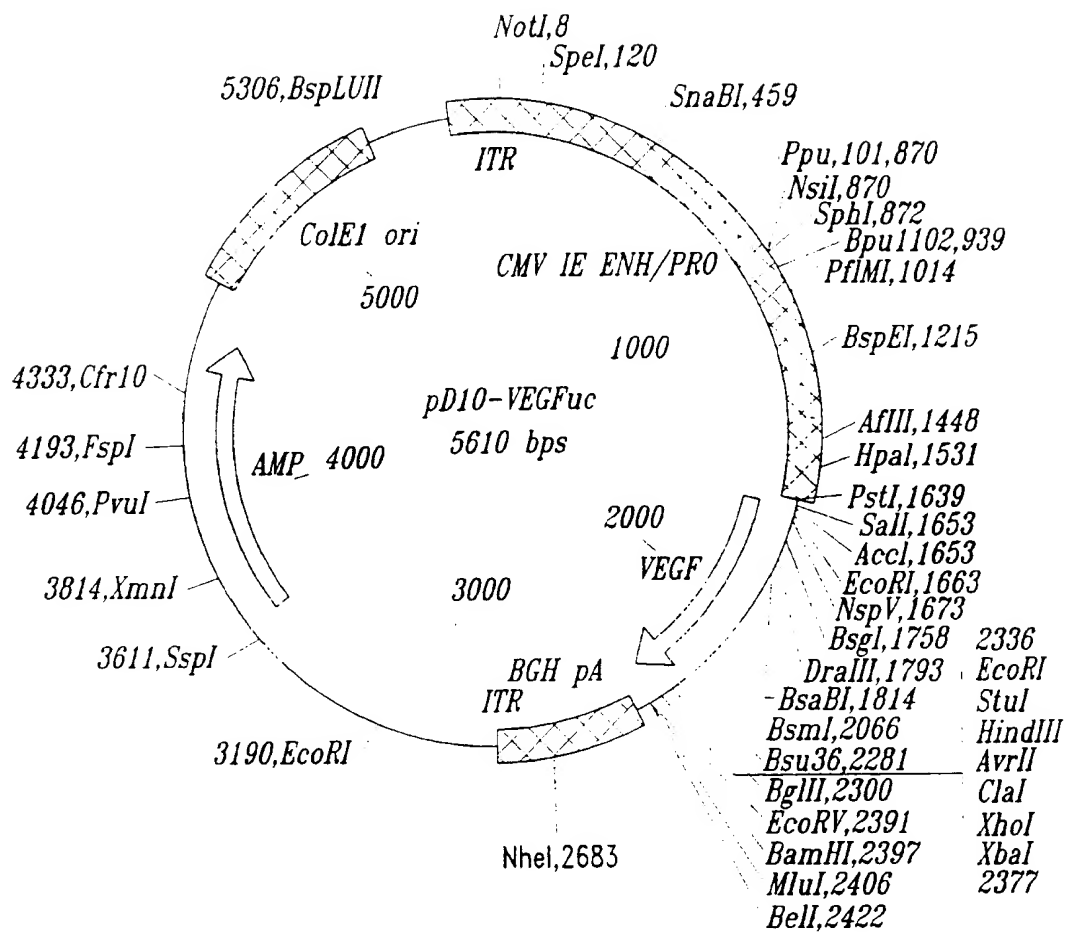 NotI,8
SpeI,120
5306,BspLUII
SnaBI,459
ITR
Ppu,101,870
NsiI,870
SphI,872
Bpu1102,939
PflMI,1014
ColE1 ori
CMV IE ENH/PRO
5000
1000
BspEI,1215
4333,Cfr10
pD10-VEGFuc
5610 bps
AflII,1448
4193,FspI
AMP 4000
HpaI,1531
4046,PvuI
PstI,1639
2000
SalI,1653
AccI,1653
VEGF
3814,XmnI
3000
EcoRI,1663
NspV,1673
3611,SspI
BsgI,1758
DraIII,1793
BGH pA
ITR
BsaBI,1814
BsmI,2066
3190,EcoRI
Bsu36,2281
BglII,2300
EcoRV,2391
BamHI,2397
MluI,2406
BelI,2422
2336
EcoRI
StuI
HindIII
AvrII
ClaI
XhoI
XbaI
2377
NheI,2683